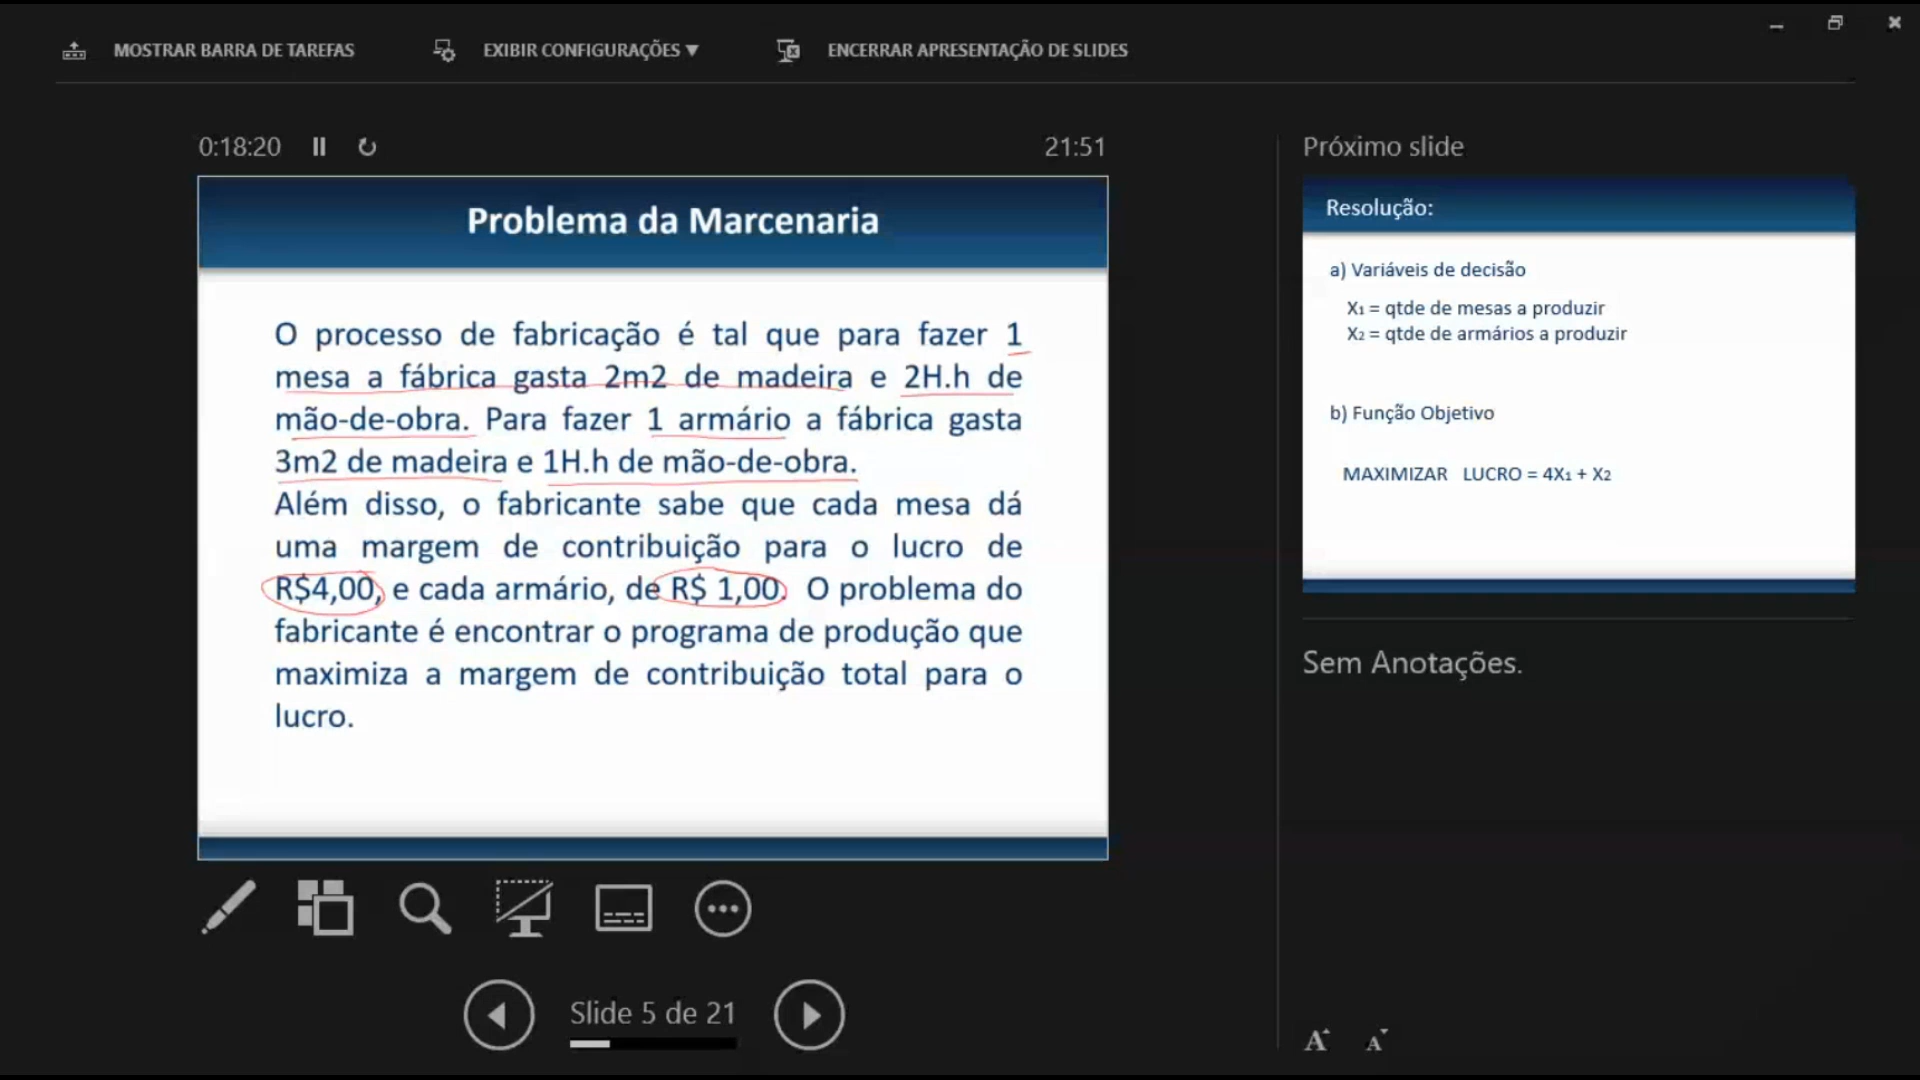 MOSTRAR BARRA DE TAREFAS
EXIBIR CONFIGURAÇÕES
ENCERRAR APRESENTAÇÃO DE SLIDES
0:18:20
21:51
Problema da Marcenaria
O processo de fabricação é tal que para fazer 1
mesa a fábrica gasta 2m2 de madeira e 2H.h de
mão-de-obra. Para fazer 1 armário a fábrica gasta
3m2 de madeira e 1H.h de mão-de-obra.
Além disso, o fabricante sabe que cada mesa dá
uma margem de contribuição para o lucro de
R$4,00, e cada armário, de R$ 1,00. O problema do
fabricante é encontrar o programa de produção que
maximiza a margem de contribuição total para o
lucro.
Slide 5 de 21
Próximo slide
Resolução:
a) Variáveis de decisão
X₁ = qtde de mesas a produzir
X₂ = qtde de armários a produzir
b) Função Objetivo
MAXIMIZAR LUCRO = 4X₁ + X₂
Sem Anotações.
A A